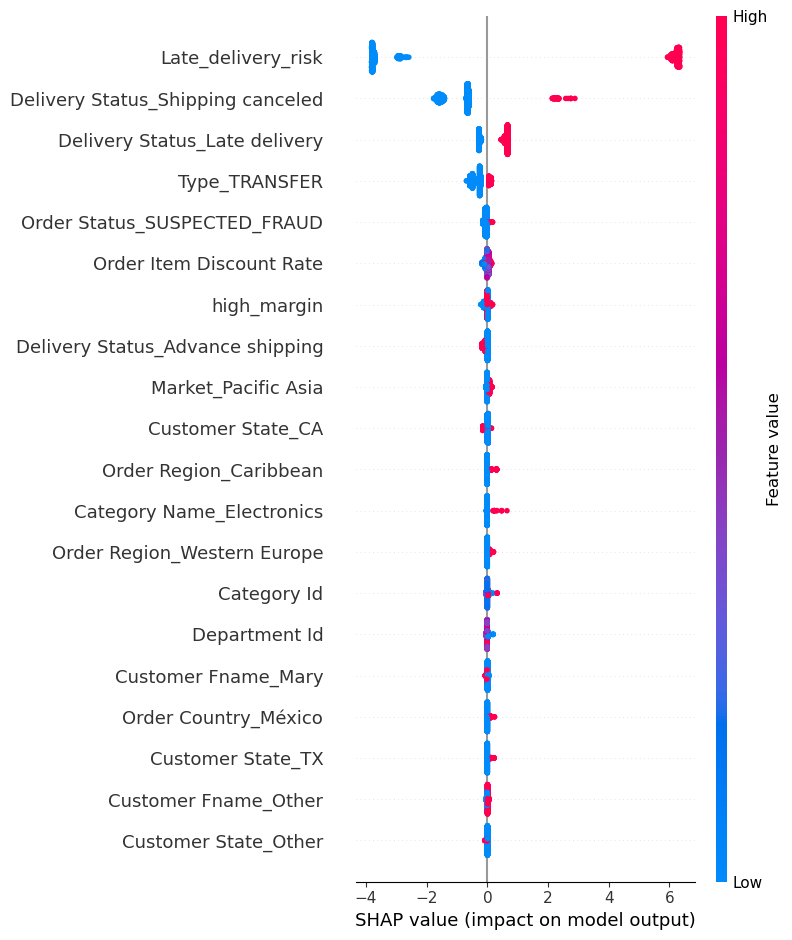 High
Late_delivery_risk
Delivery Status_Shipping canceled
Delivery Status_Late delivery
Type_TRANSFER
Order Status_SUSPECTED_FRAUD
Order Item Discount Rate
high_margin
Delivery Status_Advance shipping
Market_Pacific Asia
Customer State_CA
Order Region_Caribbean
Category Name_Electronics
Order Region_Western Europe
Category Id
Department Id
Customer Fname_Mary
Order Country_México
Customer State_TX
Customer Fname_Other
Customer State_Other
Feature value
Low
−4 −2 0 2 4 6
SHAP value (impact on model output)